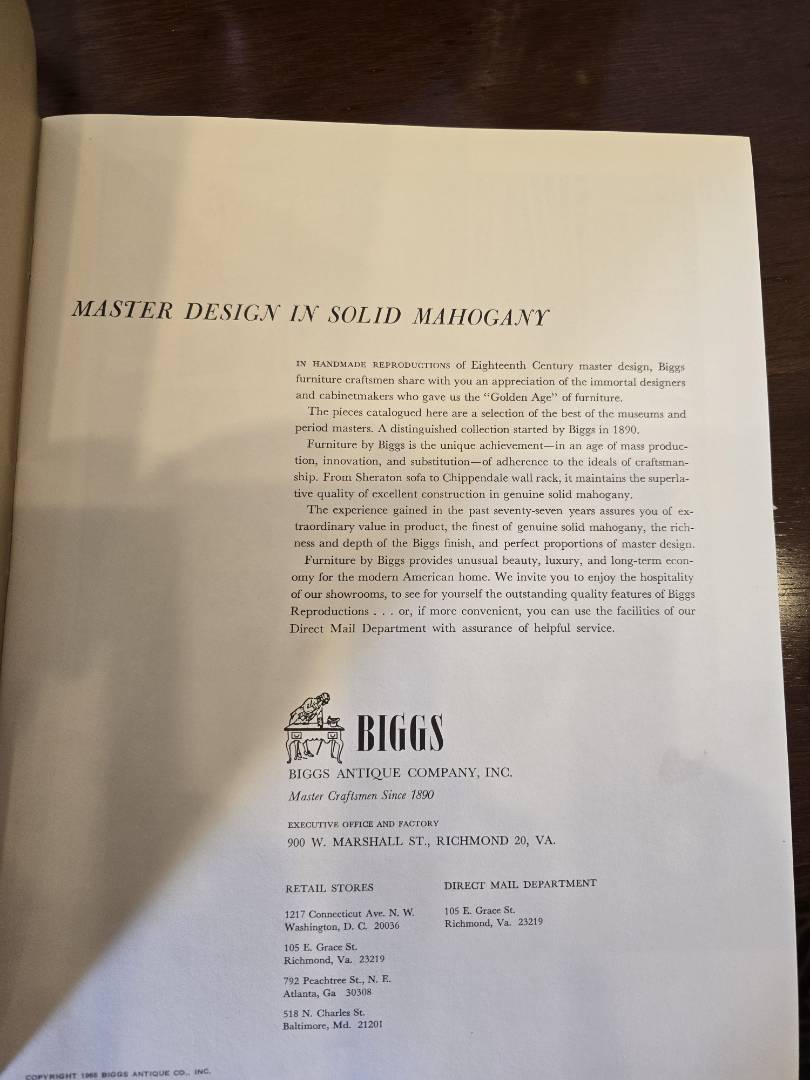 MASTER DESIGN IN SOLID MAHOGANY
IN HANDMADE REPRODUCTIONS of Eighteenth Century master design, Biggs
furniture craftsmen share with you an appreciation of the immortal designers
and cabinetmakers who gave us the “Golden Age” of furniture.
The pieces catalogued here are a selection of the best of the museums and
period masters. A distinguished collection started by Biggs in 1890.
Furniture by Biggs is the unique achievement—in an age of mass produc-
tion, innovation, and substitution—of adherence to the ideals of craftsman-
ship. From Sheraton sofa to Chippendale wall rack, it maintains the superla-
tive quality of excellent construction in genuine solid mahogany.
The experience gained in the past seventy-seven years assures you of ex-
traordinary value in product, the finest of genuine solid mahogany, the rich-
ness and depth of the Biggs finish, and perfect proportions of master design.
Furniture by Biggs provides unusual beauty, luxury, and long-term econ-
omy for the modern American home. We invite you to enjoy the hospitality
of our showrooms, to see for yourself the outstanding quality features of Biggs
Reproductions . . . or, if more convenient, you can use the facilities of our
Direct Mail Department with assurance of helpful service.
BIGGS
BIGGS ANTIQUE COMPANY, INC.
Master Craftsmen Since 1890
EXECUTIVE OFFICE AND FACTORY
900 W. MARSHALL ST., RICHMOND 20, VA.
RETAIL STORES
1217 Connecticut Ave. N. W.
Washington, D. C. 20036
105 E. Grace St.
Richmond, Va. 23219
792 Peachtree St., N. E.
Atlanta, Ga 30308
518 N. Charles St.
Baltimore, Md. 21201
DIRECT MAIL DEPARTMENT
105 E. Grace St.
Richmond, Va. 23219
COPYRIGHT BIGGS ANTIQUE CO., INC.